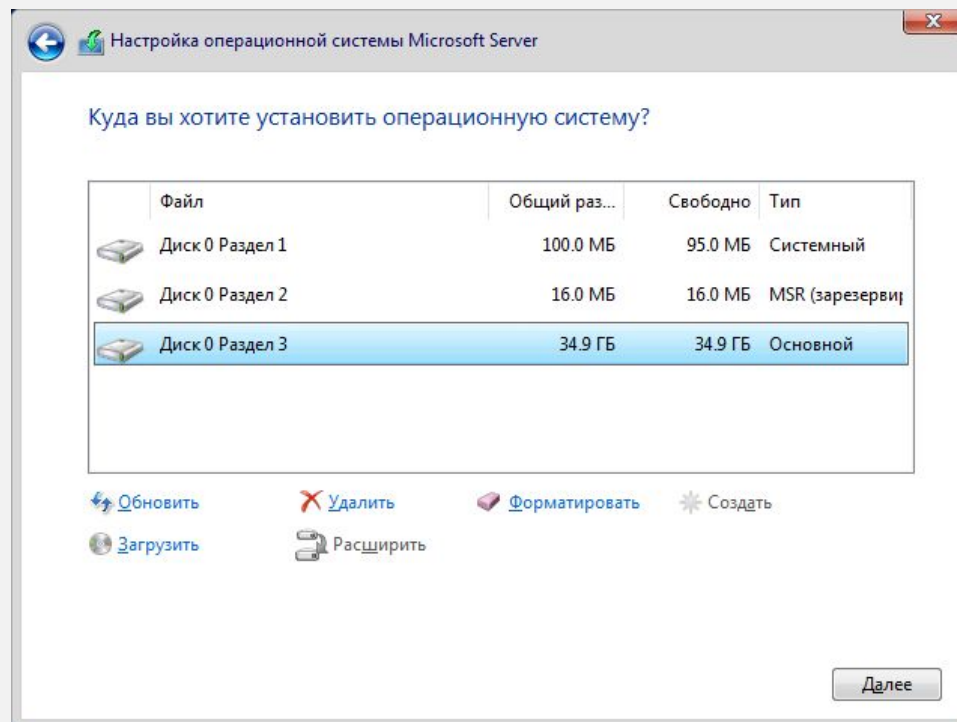 Настройка операционной системы Microsoft Server
Куда вы хотите установить операционную систему?
Файл Общий раз... Свободно Тип
Диск 0 Раздел 1 100.0 МБ 95.0 МБ Системный
Диск 0 Раздел 2 16.0 МБ 16.0 МБ MSR (зарезервир
Диск 0 Раздел 3 34.9 ГБ 34.9 ГБ Основной
Обновить Удалить Форматировать Создать
Загрузить Расширить
Далее